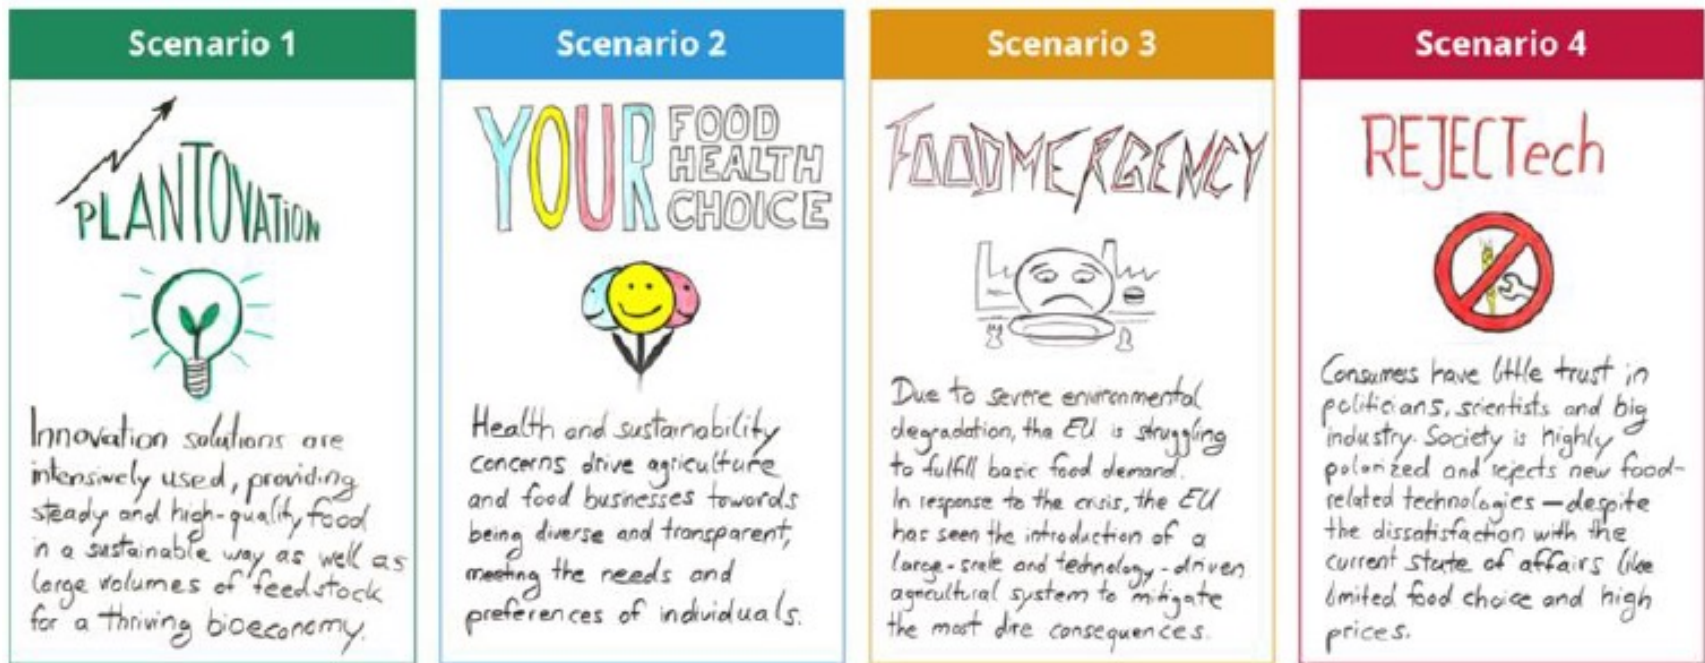 Scenario 1
PLANTOVATION
Innovation solutions are
intensively used, providing
steady and high-quality food
in a sustainable way as well as
large volumes of feedstock
for a thriving bioeconomy.
Scenario 2
YOUR FOOD
HEALTH
CHOICE
Health and sustainability
concerns drive agriculture
and food businesses towards
being diverse and transparent,
meeting the needs and
preferences of individuals.
Scenario 3
FOODMERGENCY
Due to severe environmental
degradation, the EU is struggling
to fulfill basic food demand.
In response to the crisis, the EU
has seen the introduction of a
large-scale and technology-driven
agricultural system to mitigate
the most dire consequences.
Scenario 4
REJECTech
Consumers have little trust in
politicians, scientists and big
industry. Society is highly
polarized and rejects new food-
related technologies – despite
the dissatisfaction with the
current state of affairs like
limited food choice and high
prices.